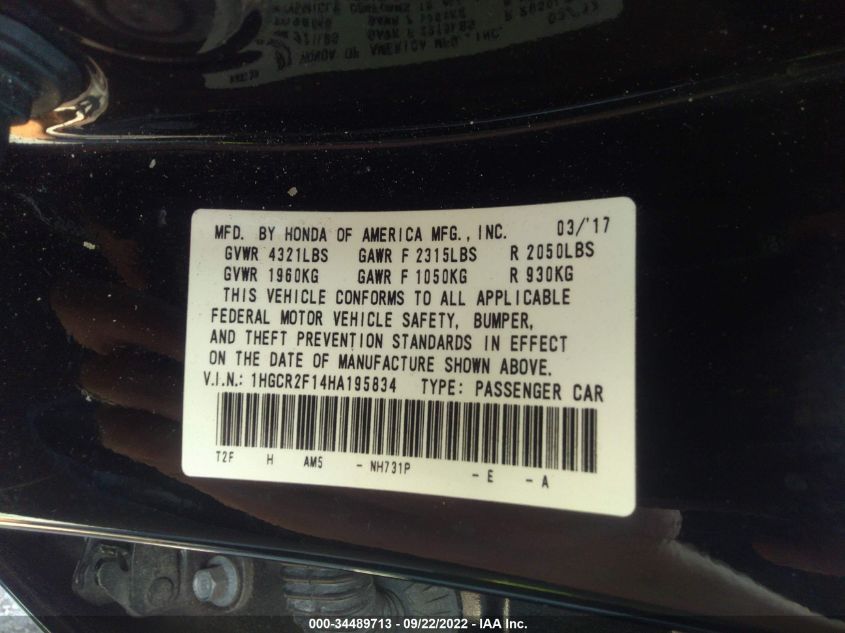 MFD. BY HONDA OF AMERICA MFG., INC. 03/'17
GVWR 4321LBS GAWR F 2315LBS R 2050LBS
GVWR 1960KG GAWR F 1050KG R 930KG
THIS VEHICLE CONFORMS TO ALL APPLICABLE
FEDERAL MOTOR VEHICLE SAFETY, BUMPER,
AND THEFT PREVENTION STANDARDS IN EFFECT
ON THE DATE OF MANUFACTURE SHOWN ABOVE.
V.I.N.: 1HGCR2F14HA195834 TYPE: PASSENGER CAR
T2F H AM5 - NH731P - E - A
000-34489713 - 09/22/2022 - IAA Inc.